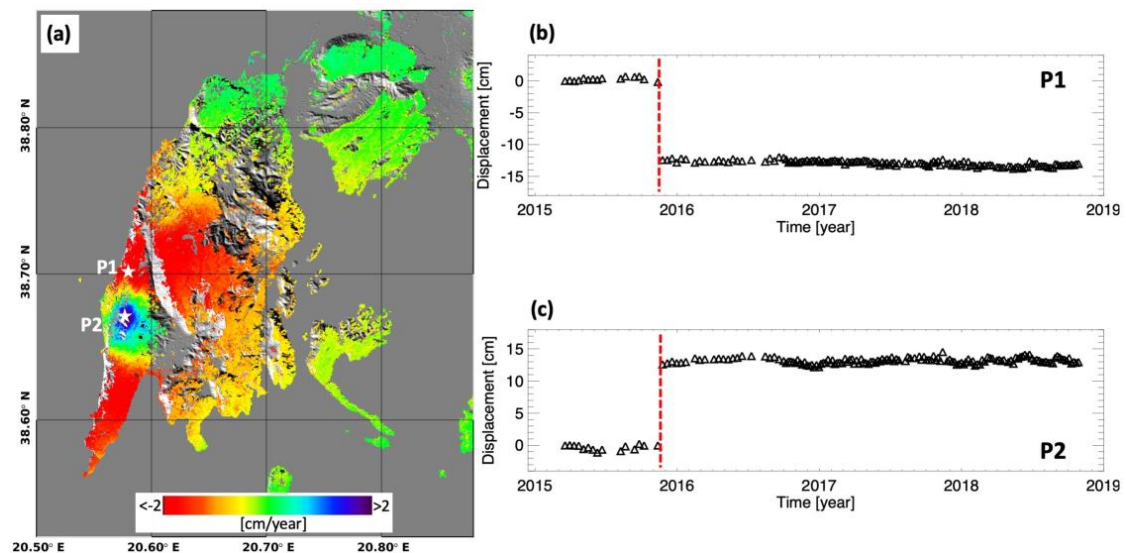 (a)
38.80° N
38.70° N
38.60° N
P1
P2
<-2
>2
[cm/year]
20.50° E
20.60° E
20.70° E
20.80° E
(b)
P1
Displacement [cm]
0
-5
-10
-15
2015
2016
2017
2018
2019
Time [year]
(c)
Displacement [cm]
15
10
5
0
P2
2015
2016
2017
2018
2019
Time [year]